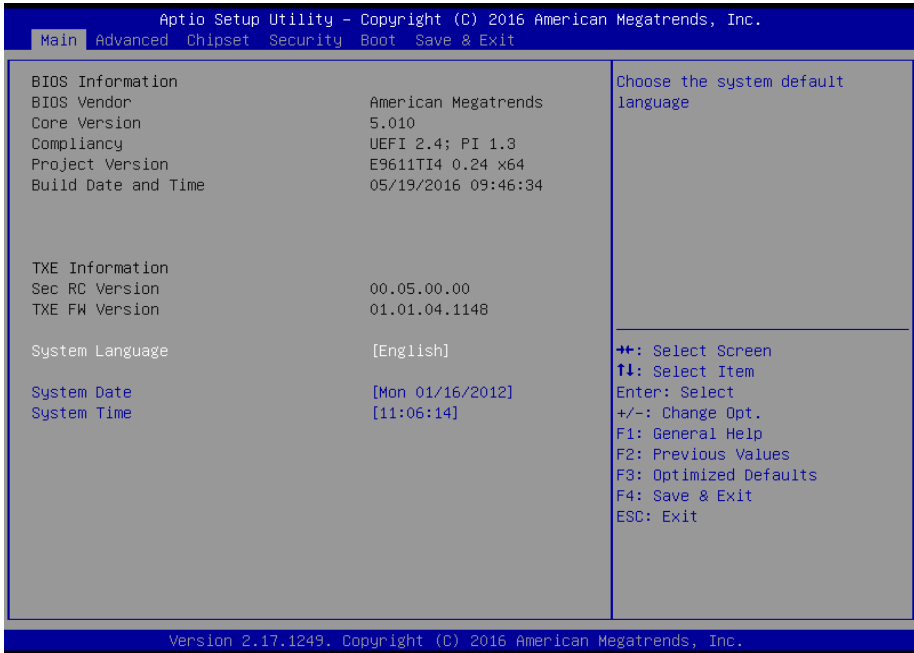 Aptio Setup Utility – Copyright (C) 2016 American Megatrends, Inc.
Main Advanced Chipset Security Boot Save & Exit
BIOS Information
BIOS Vendor American Megatrends
Core Version 5.010
Compliancy UEFI 2.4; PI 1.3
Project Version E9611TI4 0.24 x64
Build Date and Time 05/19/2016 09:46:34
TXE Information
Sec RC Version 00.05.00.00
TXE FW Version 01.01.04.1148
System Language [English]
System Date [Mon 01/16/2012]
System Time [11:06:14]
Choose the system default
language
→←: Select Screen
↑↓: Select Item
Enter: Select
+/-: Change Opt.
F1: General Help
F2: Previous Values
F3: Optimized Defaults
F4: Save & Exit
ESC: Exit
Version 2.17.1249. Copyright (C) 2016 American Megatrends, Inc.